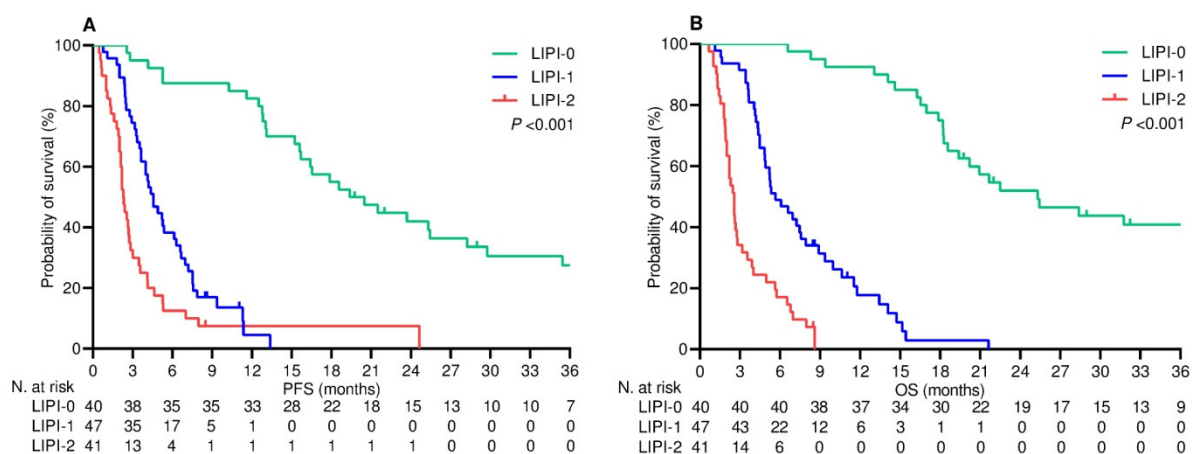 A
Probability of survival (%)
100
80
60
40
20
0
LIPI-0
LIPI-1
LIPI-2
P <0.001
0 3 6 9 12 15 18 21 24 27 30 33 36
N. at risk PFS (months)
LIPI-0 40 38 35 35 33 28 22 18 15 13 10 10 7
LIPI-1 47 35 17 5 1 0 0 0 0 0 0 0 0
LIPI-2 41 13 4 1 1 1 1 1 1 0 0 0 0
B
Probability of survival (%)
100
80
60
40
20
0
LIPI-0
LIPI-1
LIPI-2
P <0.001
0 3 6 9 12 15 18 21 24 27 30 33 36
N. at risk OS (months)
LIPI-0 40 40 40 38 37 34 30 22 19 17 15 13 9
LIPI-1 47 43 22 12 6 3 1 1 0 0 0 0 0
LIPI-2 41 14 6 0 0 0 0 0 0 0 0 0 0